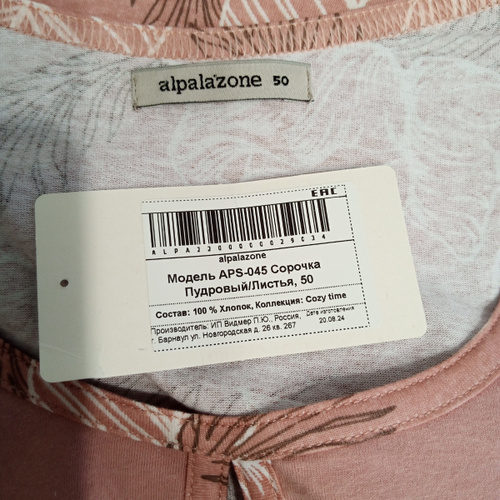 alpalazone 50
EAC
ALPA2200000029034
alpalazone
Модель APS-045 Сорочка
Пудровый/Листья, 50
Состав: 100 % Хлопок, Коллекция: Cozy time
Производитель: ИП Видмер П.Ю., Россия,
г. Барнаул ул. Новгородская д. 26 кв. 267
Дата изготовления
20.08.24